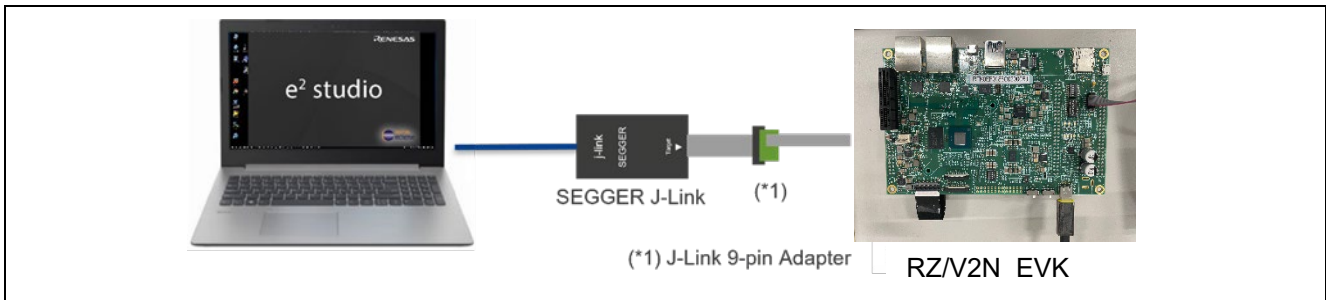 RENESAS
e² studio
j-link
SEGGER
Target
SEGGER J-Link
(*1)
(*1) J-Link 9-pin Adapter
RZ/V2N EVK